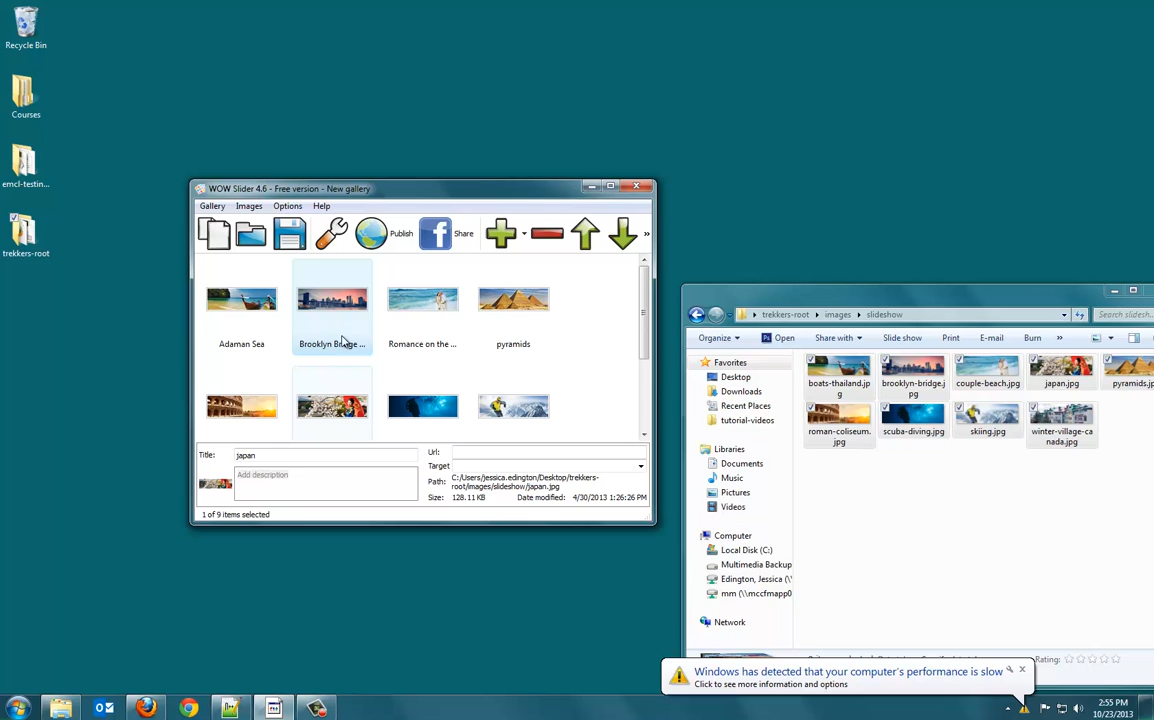 Recycle Bin
Courses
emcl-testin...
trekkers-root
WOW Slider 4.6 - Free version - New gallery
Gallery Images Options Help
Publish Share »
Adaman Sea Brooklyn Bridge ... Romance on the ... pyramids
Title: japan
Add description
Url:
Target
Path: C:/Users/jessica.edington/Desktop/trekkers-
root/images/slideshow/japan.jpg
Size: 128.11 KB Date modified: 4/30/2013 1:26:26 PM
1 of 9 items selected
trekkers-root images slideshow
Search slidesh...
Organize Open Share with Slide show Print E-mail Burn »
Favorites
Desktop
Downloads
Recent Places
tutorial-videos
Libraries
Documents
Music
Pictures
Videos
Computer
Local Disk (C:)
Multimedia Backup
Edington, Jessica (\\
mm (\\mccfmapp0
Network
boats-thailand.jp
g
brooklyn-bridge.j
pg
couple-beach.jpg
japan.jpg
pyramids.jp
roman-coliseum.
jpg
scuba-diving.jpg
skiing.jpg
winter-village-ca
nada.jpg
Rating:
Windows has detected that your computer's performance is slow
Click to see more information and options
2:55 PM
10/23/2013